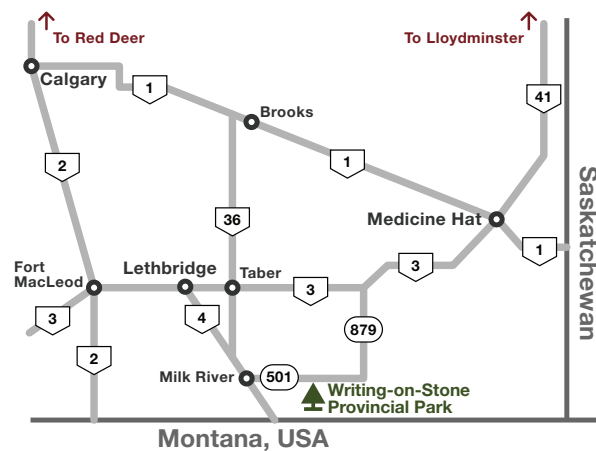 To Red Deer
To Lloydminster
Calgary
1
41
Brooks
2
1
Saskatchewan
36
Medicine Hat
1
Fort
MacLeod
Lethbridge
Taber
3
3
3
4
879
2
Milk River
501
Writing-on-Stone
Provincial Park
Montana, USA